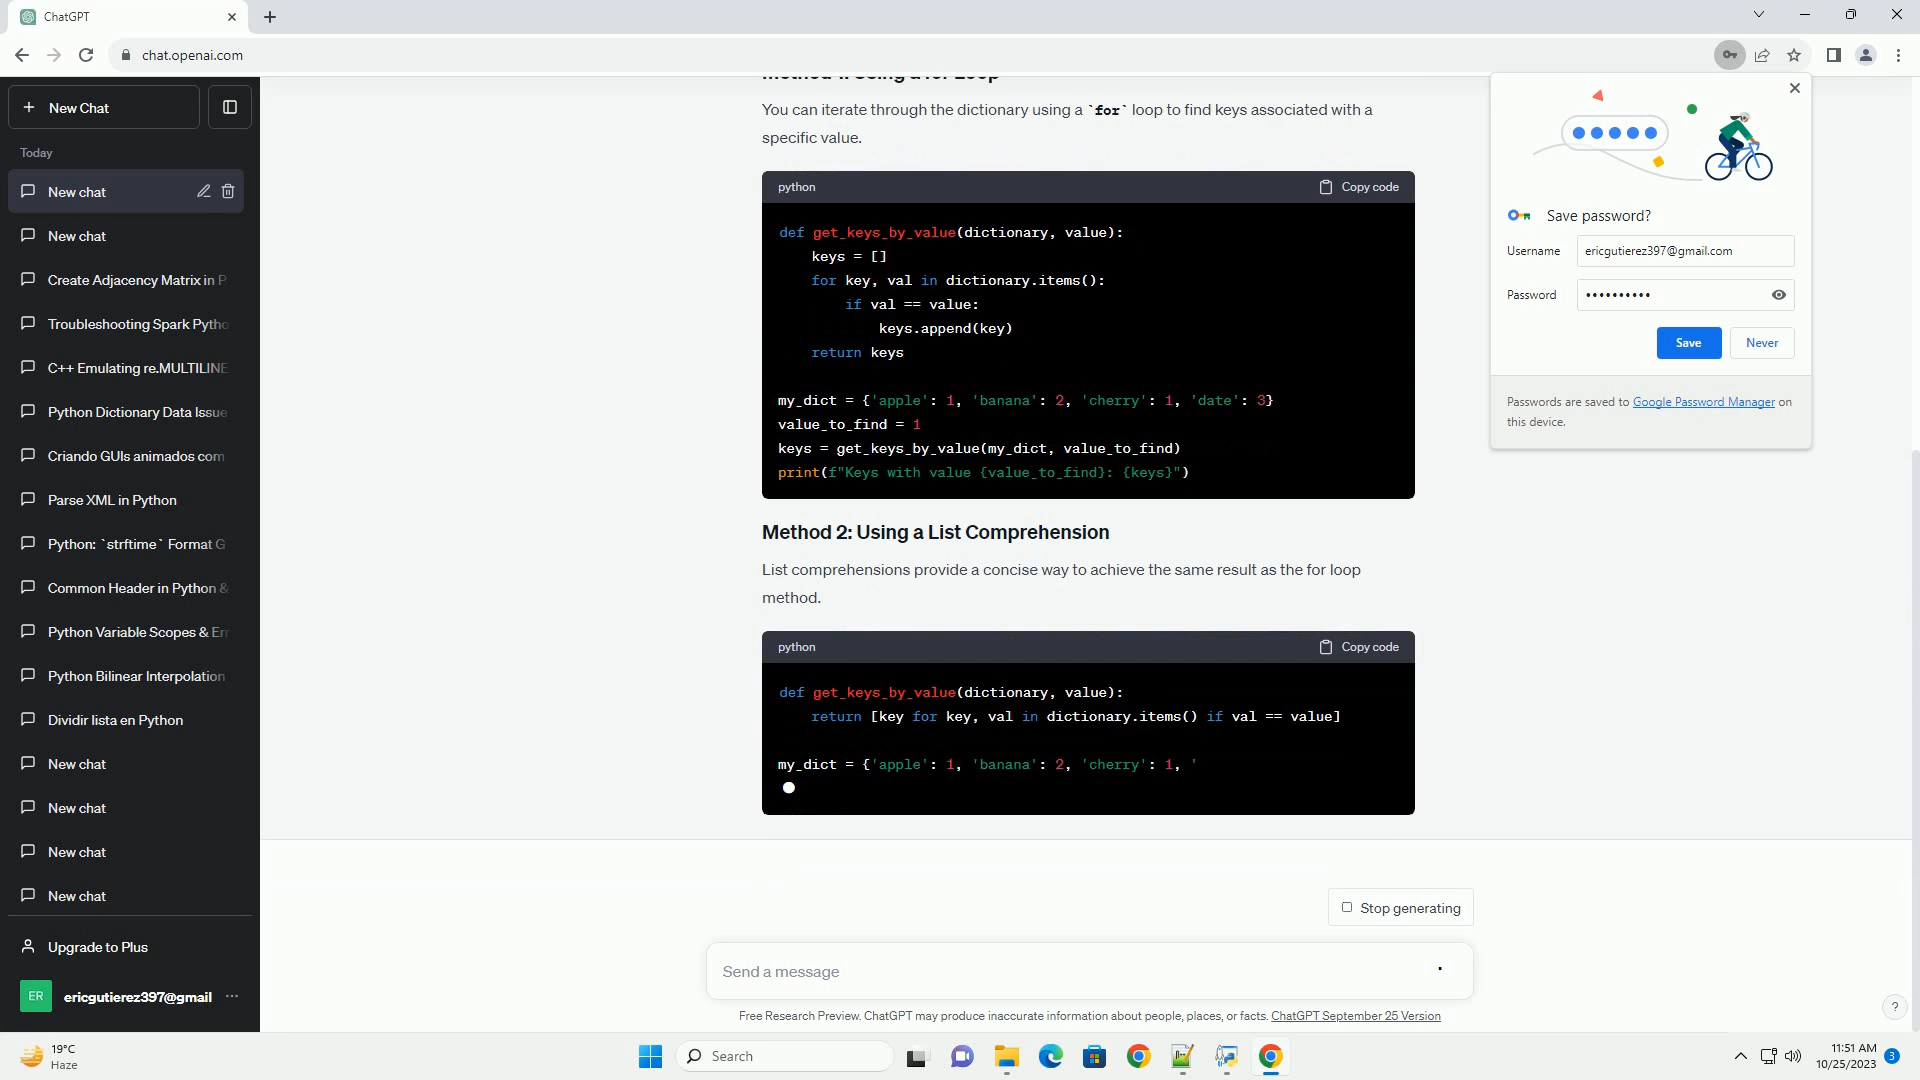 ChatGPT
chat.openai.com
New Chat
Today
New chat
New chat
Create Adjacency Matrix in P
Troubleshooting Spark Pytho
C++ Emulating re.MULTILINE
Python Dictionary Data Issue
Criando GUIs animados com
Parse XML in Python
Python: `strftime` Format G
Common Header in Python &
Python Variable Scopes & Err
Python Bilinear Interpolation
Dividir lista en Python
New chat
New chat
New chat
New chat
Upgrade to Plus
ER
ericgutierez397@gmail
Method 1: Using a for Loop
You can iterate through the dictionary using a `for` loop to find keys associated with a
specific value.
python
Copy code
def get_keys_by_value(dictionary, value):
    keys = []
    for key, val in dictionary.items():
        if val == value:
            keys.append(key)
    return keys
my_dict = {'apple': 1, 'banana': 2, 'cherry': 1, 'date': 3}
value_to_find = 1
keys = get_keys_by_value(my_dict, value_to_find)
print(f"Keys with value {value_to_find}: {keys}")
Method 2: Using a List Comprehension
List comprehensions provide a concise way to achieve the same result as the for loop
method.
python
Copy code
def get_keys_by_value(dictionary, value):
    return [key for key, val in dictionary.items() if val == value]
my_dict = {'apple': 1, 'banana': 2, 'cherry': 1, '
Stop generating
Send a message
Free Research Preview. ChatGPT may produce inaccurate information about people, places, or facts. ChatGPT September 25 Version
?
Save password?
Username
ericgutierez397@gmail.com
Password
••••••••••
Save
Never
Passwords are saved to Google Password Manager on
this device.
19°C
Haze
Search
11:51 AM
10/25/2023
3